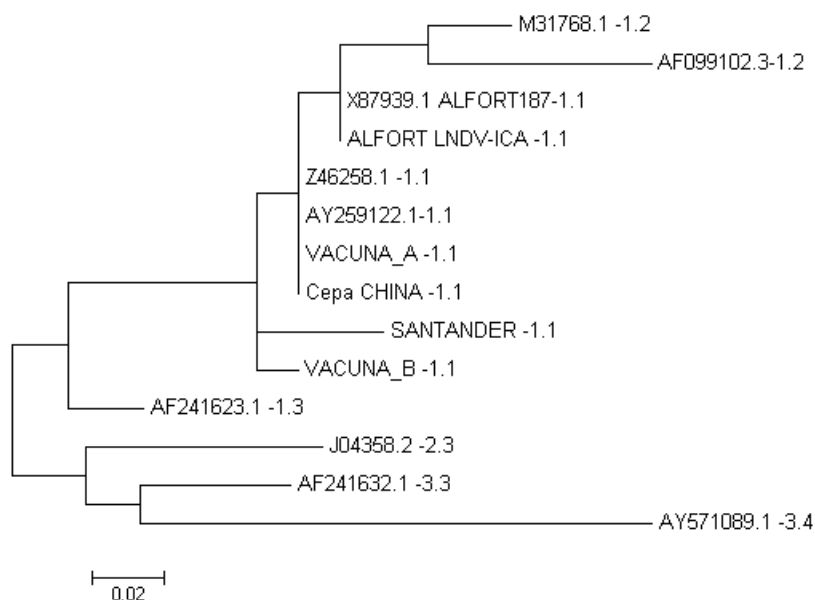 M31768.1 -1.2
AF099102.3-1.2
X87939.1 ALFORT187-1.1
ALFORT LNDV-ICA -1.1
Z46258.1 -1.1
AY259122.1-1.1
VACUNA_A -1.1
Cepa CHINA -1.1
SANTANDER -1.1
VACUNA_B -1.1
AF241623.1 -1.3
J04358.2 -2.3
AF241632.1 -3.3
AY571089.1 -3.4
0.02